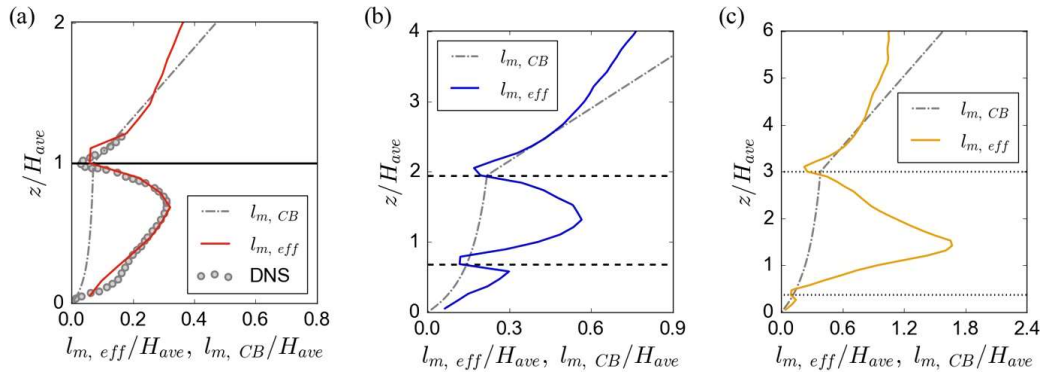 (a)
2
1
0
z/H_ave
l_m, CB
l_m, eff
DNS
0.0 0.2 0.4 0.6 0.8
l_m, eff/H_ave, l_m, CB/H_ave
(b)
4
3
2
1
0
z/H_ave
l_m, CB
l_m, eff
0.0 0.3 0.6 0.9
l_m, eff/H_ave, l_m, CB/H_ave
(c)
6
5
4
3
2
1
0
z/H_ave
l_m, CB
l_m, eff
0.0 0.6 1.2 1.8 2.4
l_m, eff/H_ave, l_m, CB/H_ave